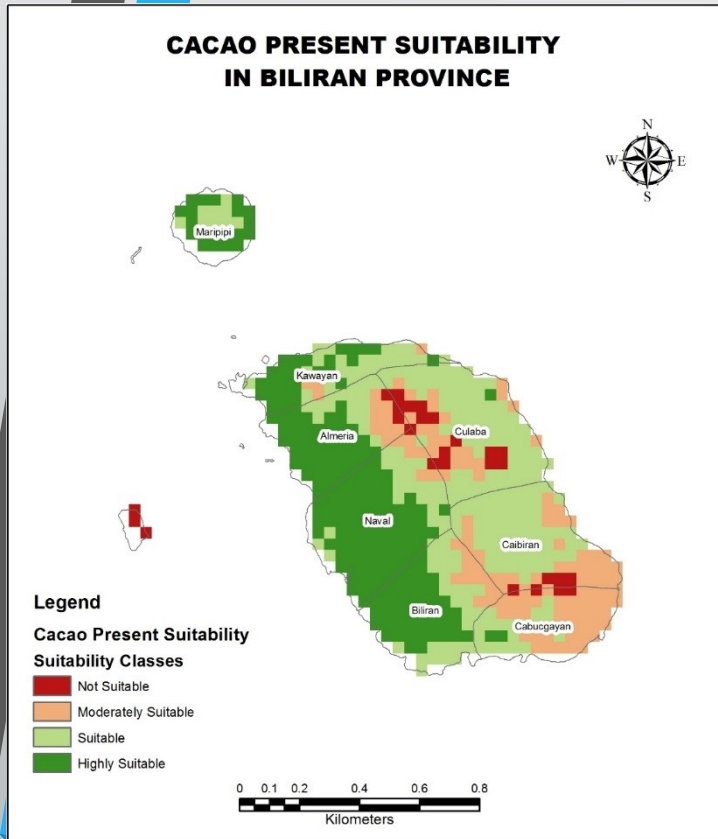 CACAO PRESENT SUITABILITY
IN BILIRAN PROVINCE
N
W E
S
Maripipi
Kawayan
Almeria
Culaba
Naval
Caibiran
Biliran
Cabucgayan
Legend
Cacao Present Suitability
Suitability Classes
Not Suitable
Moderately Suitable
Suitable
Highly Suitable
0 0.1 0.2 0.4 0.6 0.8
Kilometers